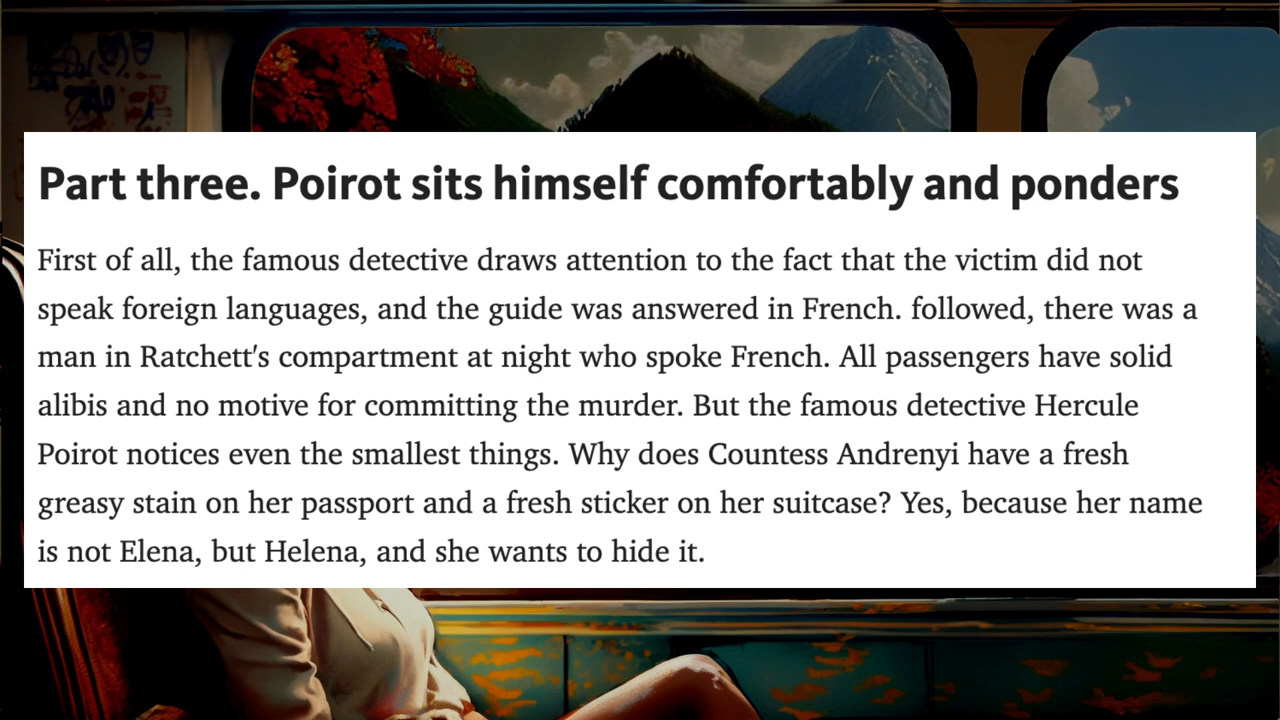 Part three. Poirot sits himself comfortably and ponders
First of all, the famous detective draws attention to the fact that the victim did not
speak foreign languages, and the guide was answered in French. followed, there was a
man in Ratchett's compartment at night who spoke French. All passengers have solid
alibis and no motive for committing the murder. But the famous detective Hercule
Poirot notices even the smallest things. Why does Countess Andrenyi have a fresh
greasy stain on her passport and a fresh sticker on her suitcase? Yes, because her name
is not Elena, but Helena, and she wants to hide it.